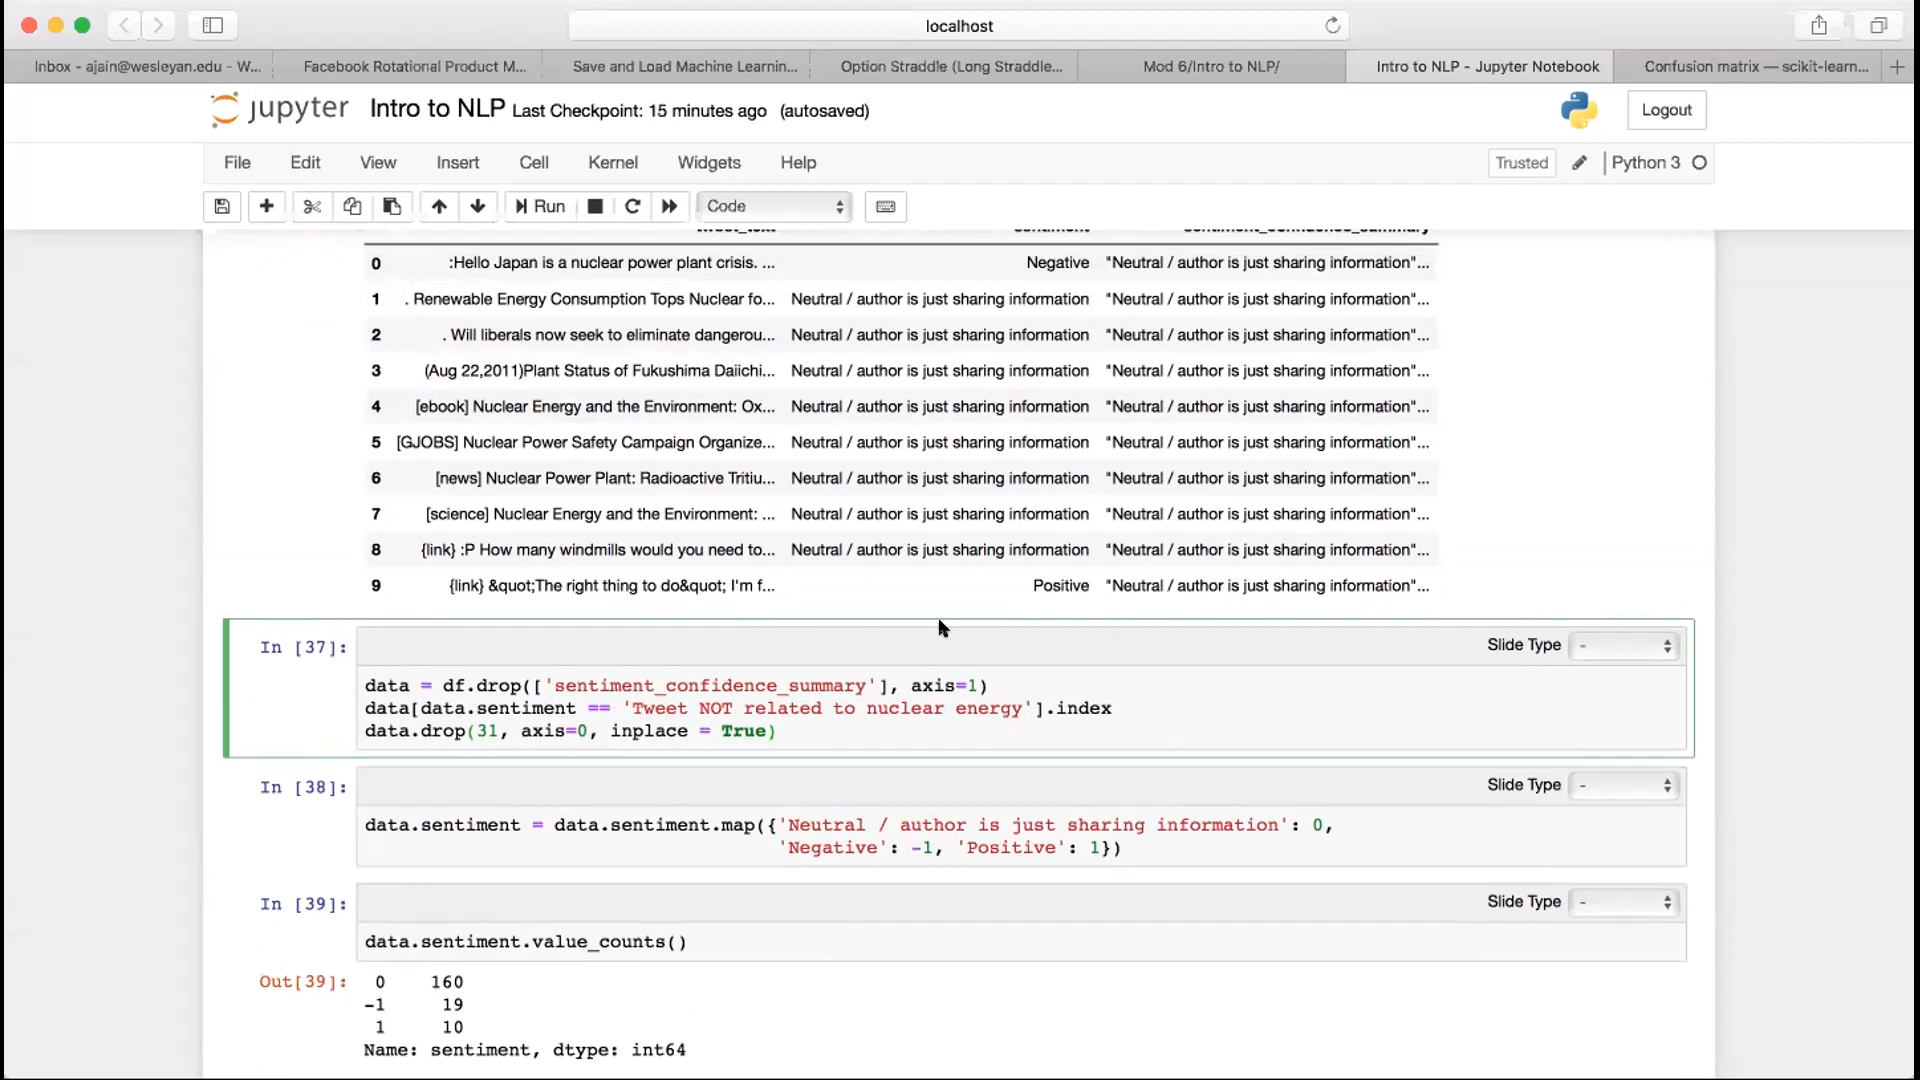 localhost
Inbox - ajain@wesleyan.edu - W...
Facebook Rotational Product M...
Save and Load Machine Learnin...
Option Straddle (Long Straddle...
Mod 6/Intro to NLP/
Intro to NLP - Jupyter Notebook
Confusion matrix — scikit-learn...
jupyter Intro to NLP Last Checkpoint: 15 minutes ago (autosaved)
Logout
File Edit View Insert Cell Kernel Widgets Help
Trusted
Python 3
Run
Code
tweet_text sentiment sentiment_confidence_summary
0 :Hello Japan is a nuclear power plant crisis. ... Negative "Neutral / author is just sharing information"...
1 . Renewable Energy Consumption Tops Nuclear fo... Neutral / author is just sharing information "Neutral / author is just sharing information"...
2 . Will liberals now seek to eliminate dangerou... Neutral / author is just sharing information "Neutral / author is just sharing information"...
3 (Aug 22,2011)Plant Status of Fukushima Daiichi... Neutral / author is just sharing information "Neutral / author is just sharing information"...
4 [ebook] Nuclear Energy and the Environment: Ox... Neutral / author is just sharing information "Neutral / author is just sharing information"...
5 [GJOBS] Nuclear Power Safety Campaign Organize... Neutral / author is just sharing information "Neutral / author is just sharing information"...
6 [news] Nuclear Power Plant: Radioactive Tritiu... Neutral / author is just sharing information "Neutral / author is just sharing information"...
7 [science] Nuclear Energy and the Environment: ... Neutral / author is just sharing information "Neutral / author is just sharing information"...
8 {link} :P How many windmills would you need to... Neutral / author is just sharing information "Neutral / author is just sharing information"...
9 {link} &quot;The right thing to do&quot; I'm f... Positive "Neutral / author is just sharing information"...
In [37]:
Slide Type -
data = df.drop(['sentiment_confidence_summary'], axis=1)
data[data.sentiment == 'Tweet NOT related to nuclear energy'].index
data.drop(31, axis=0, inplace = True)
In [38]:
Slide Type -
data.sentiment = data.sentiment.map({'Neutral / author is just sharing information': 0,
'Negative': -1, 'Positive': 1})
In [39]:
Slide Type -
data.sentiment.value_counts()
Out[39]: 0 160
-1 19
1 10
Name: sentiment, dtype: int64